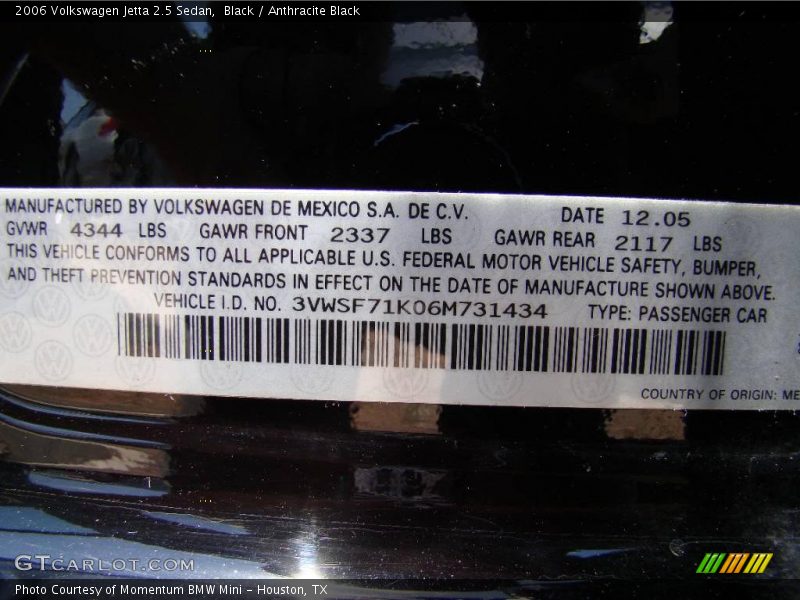 2006 Volkswagen Jetta 2.5 Sedan,  Black / Anthracite Black
MANUFACTURED BY VOLKSWAGEN DE MEXICO S.A. DE C.V. DATE 12.05
GVWR 4344 LBS GAWR FRONT 2337 LBS GAWR REAR 2117 LBS
THIS VEHICLE CONFORMS TO ALL APPLICABLE U.S. FEDERAL MOTOR VEHICLE SAFETY, BUMPER,
AND THEFT PREVENTION STANDARDS IN EFFECT ON THE DATE OF MANUFACTURE SHOWN ABOVE.
VEHICLE I.D. NO. 3VWSF71K06M731434 TYPE: PASSENGER CAR
COUNTRY OF ORIGIN: ME
GTCARLOT.COM
Photo Courtesy of Momentum BMW Mini - Houston, TX